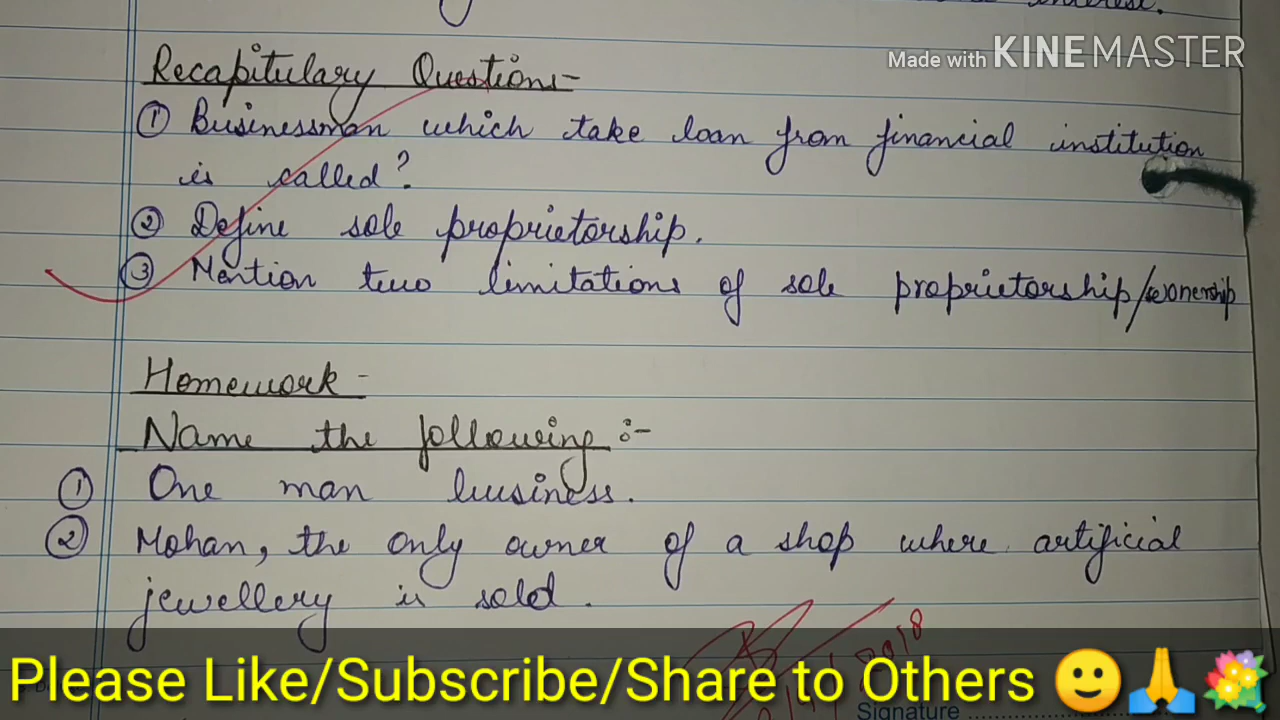 interest.
Made with KINEMASTER
Recapitulary Questions-
① Businessman which take loan from financial institution
is called?
② Define sole proprietorship.
③ Mention two limitations of sole proprietorship/
Homework -
Name the following :-
① One man business.
② Mohan, the only owner of a shop where artificial
jewellery is sold.
Please Like/Subscribe/Share to Others 🙂🙏💐
Signature